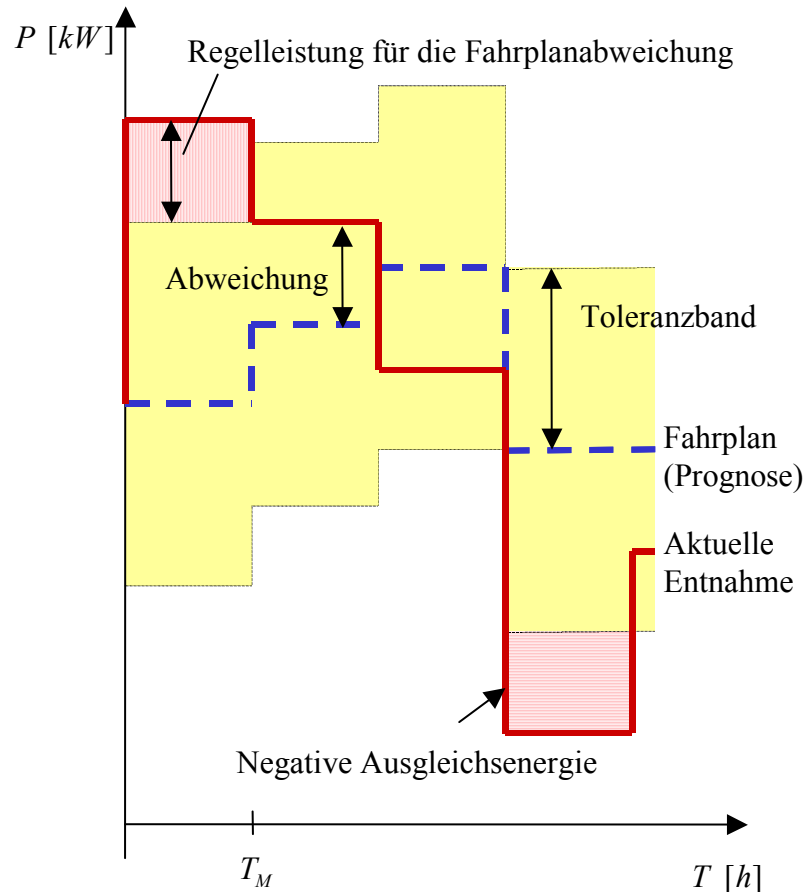 P [kW]
Regelleistung für die Fahrplanabweichung
Abweichung
Toleranzband
Fahrplan
(Prognose)
Aktuelle
Entnahme
Negative Ausgleichsenergie
T_M
T [h]